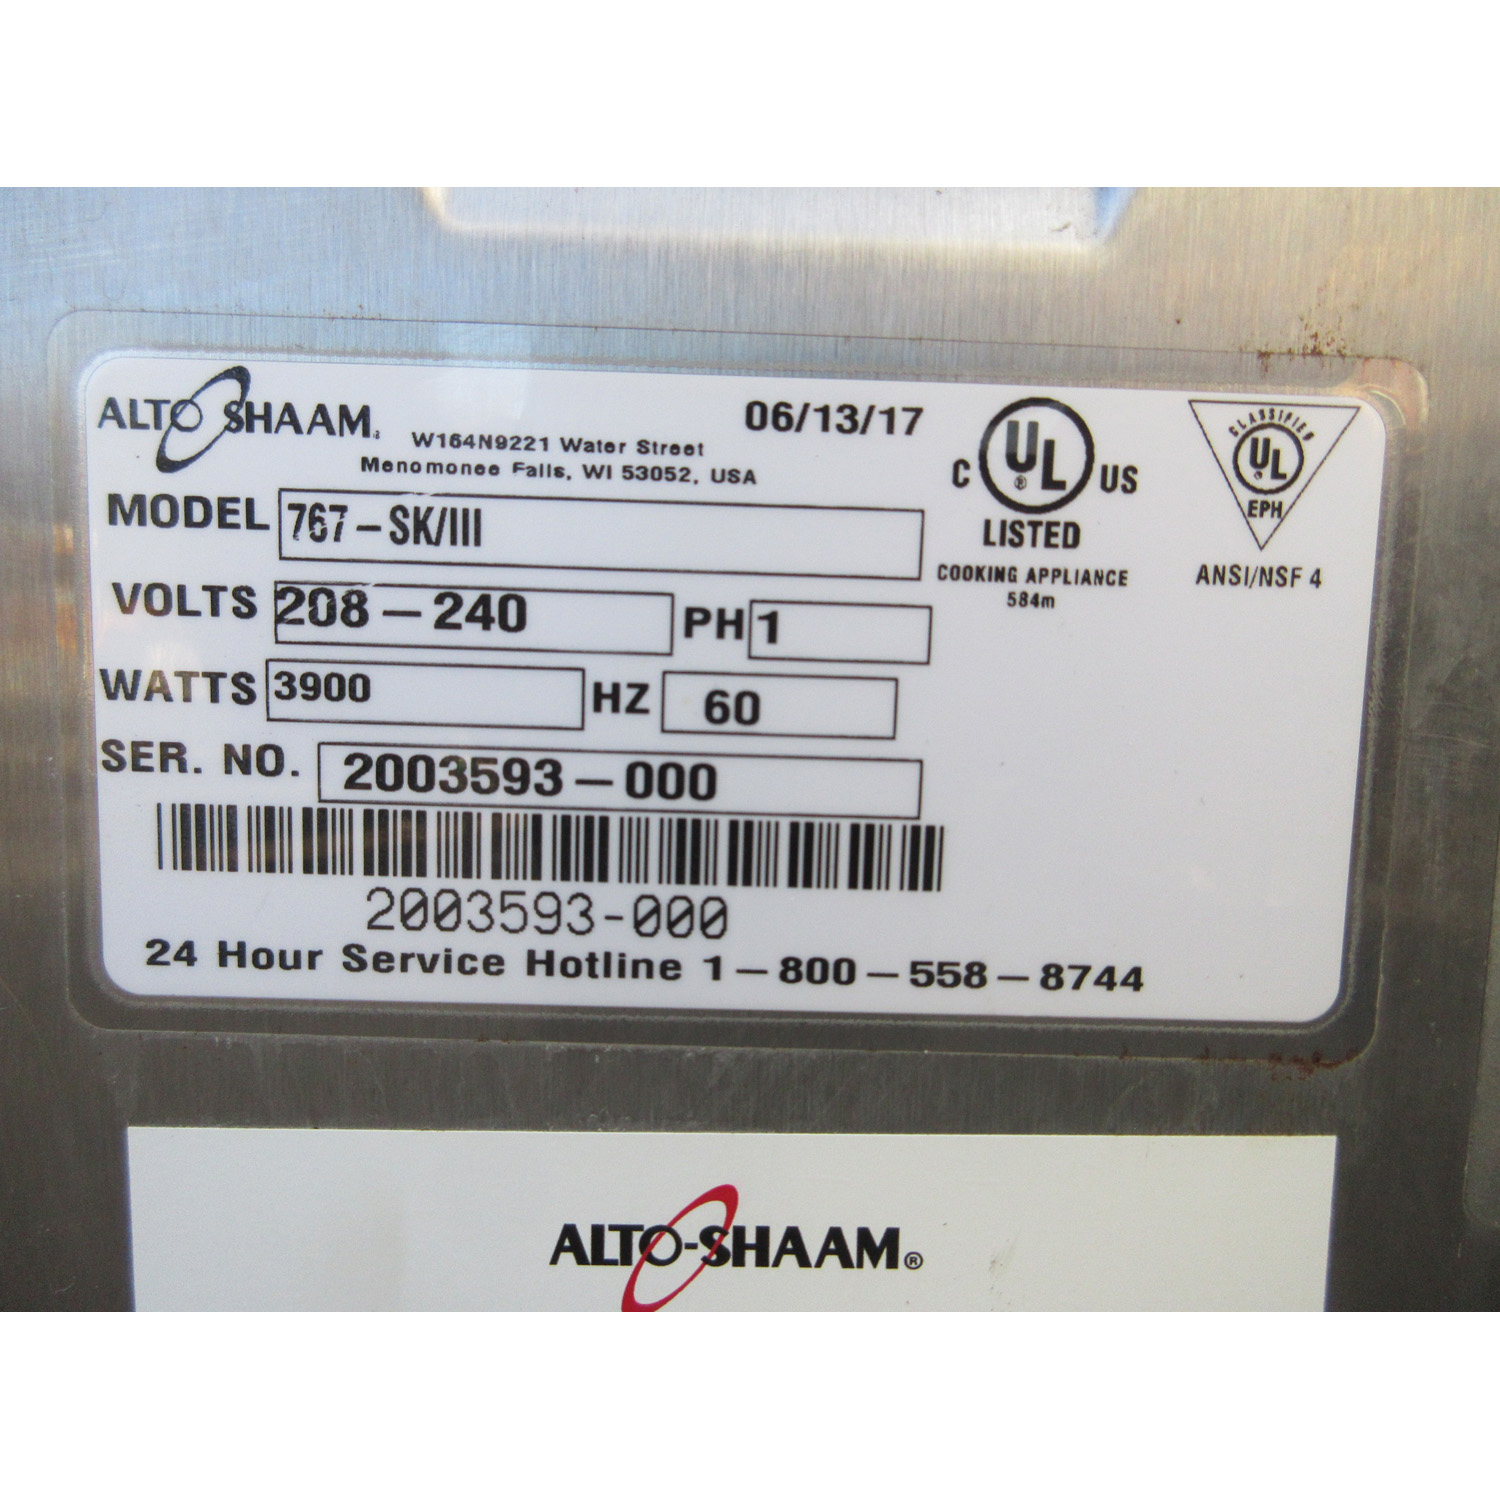 ALTO SHAAM® 06/13/17
W164N9221 Water Street
Menomonee Falls, WI 53052, USA
MODEL 767-SK/III
VOLTS 208-240 PH 1
WATTS 3900 HZ 60
SER. NO. 2003593-000
2003593-000
24 Hour Service Hotline 1-800-558-8744
C UL® US
LISTED
COOKING APPLIANCE
584m
CLASSIFIED
UL
EPH
ANSI/NSF 4
ALTO-SHAAM®